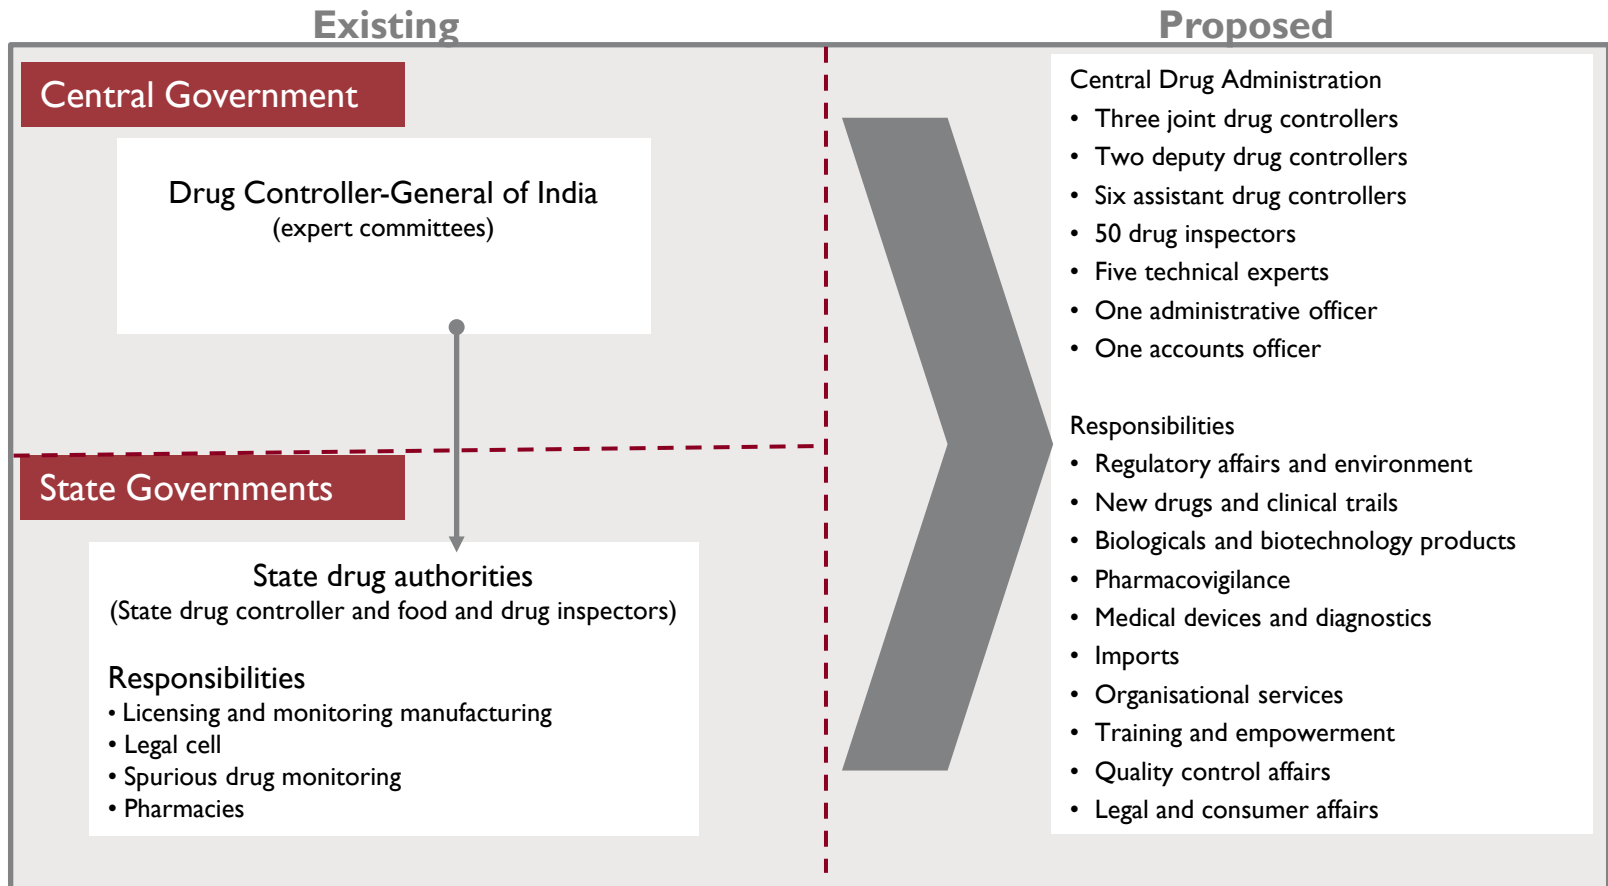 Existing
Proposed
Central Government
Drug Controller-General of India
(expert committees)
State Governments
State drug authorities
(State drug controller and food and drug inspectors)
Responsibilities
• Licensing and monitoring manufacturing
• Legal cell
• Spurious drug monitoring
• Pharmacies
Central Drug Administration
• Three joint drug controllers
• Two deputy drug controllers
• Six assistant drug controllers
• 50 drug inspectors
• Five technical experts
• One administrative officer
• One accounts officer
Responsibilities
• Regulatory affairs and environment
• New drugs and clinical trails
• Biologicals and biotechnology products
• Pharmacovigilance
• Medical devices and diagnostics
• Imports
• Organisational services
• Training and empowerment
• Quality control affairs
• Legal and consumer affairs